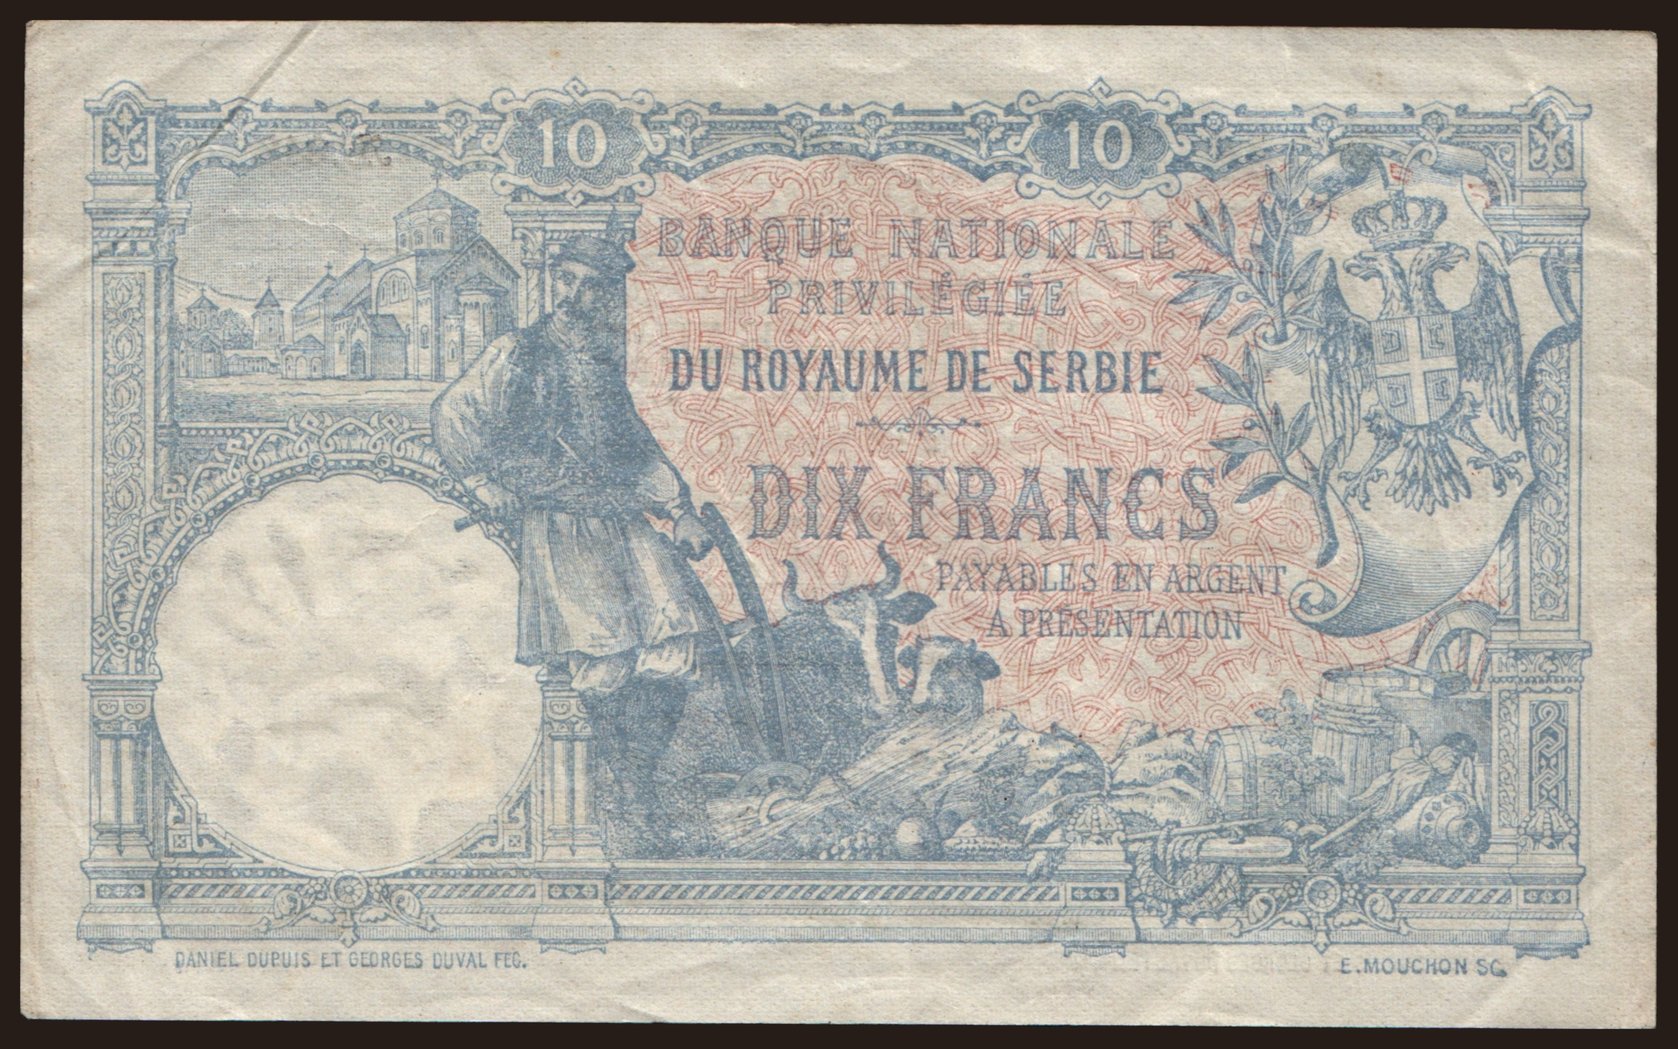 10 10
BANQUE NATIONALE
PRIVILÉGIÉE
DU ROYAUME DE SERBIE
DIX FRANCS
PAYABLES EN ARGENT
A PRÉSENTATION
DANIEL DUPUIS ET GEORGES DUVAL FEC.
E. MOUCHON SC.